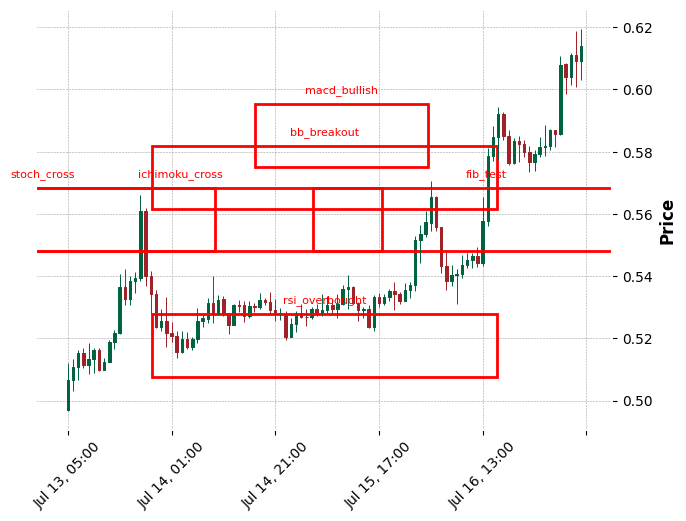 0.62
0.60
macd_bullish
bb_breakout
0.58
stoch_cross
ichimoku_cross
fib_test
0.56
Price
0.54
rsi_overbought
0.52
0.50
Jul 13, 05:00
Jul 14, 01:00
Jul 14, 21:00
Jul 15, 17:00
Jul 16, 13:00